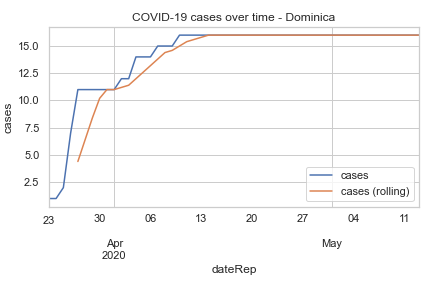 COVID-19 cases over time - Dominica
15.0
12.5
10.0
7.5
5.0
2.5
cases
cases
cases (rolling)
23 30 06 13 20 27 04 11
Apr May
2020
dateRep